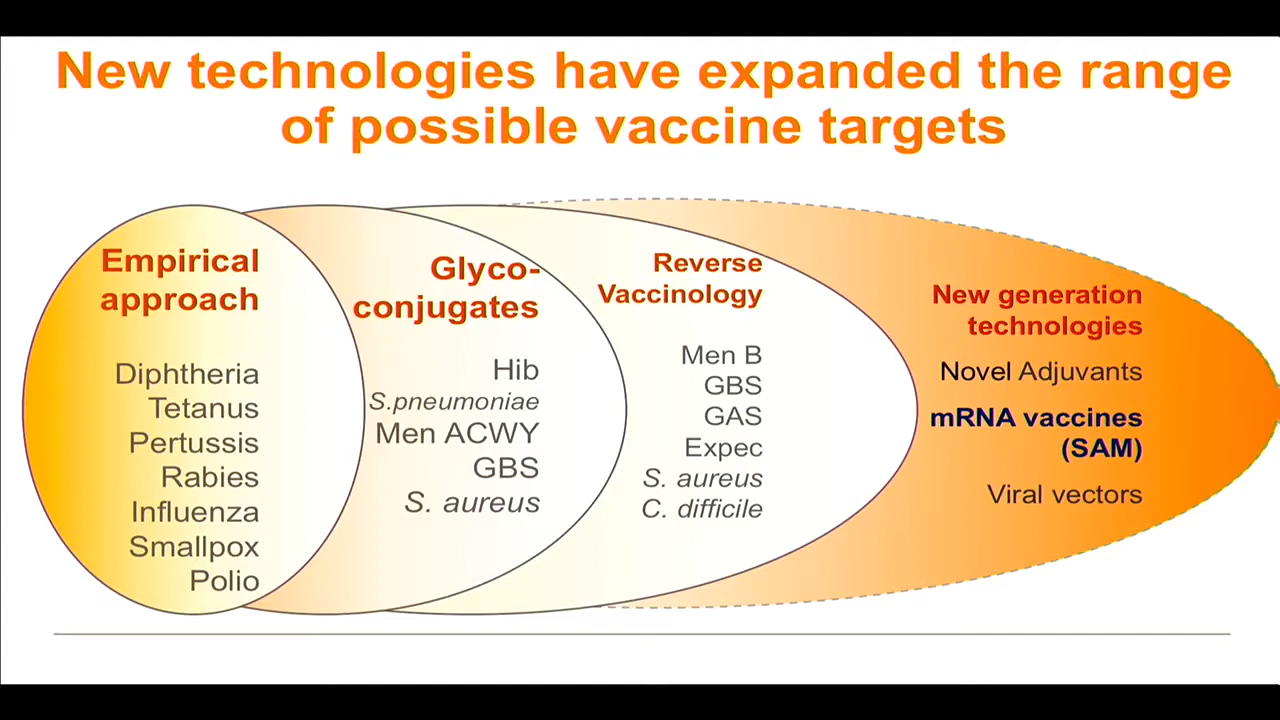 New technologies have expanded the range
of possible vaccine targets
Empirical
approach
Diphtheria
Tetanus
Pertussis
Rabies
Influenza
Smallpox
Polio
Glyco-
conjugates
Hib
S.pneumoniae
Men ACWY
GBS
S. aureus
Reverse
Vaccinology
Men B
GBS
GAS
Expec
S. aureus
C. difficile
New generation
technologies
Novel Adjuvants
mRNA vaccines
(SAM)
Viral vectors